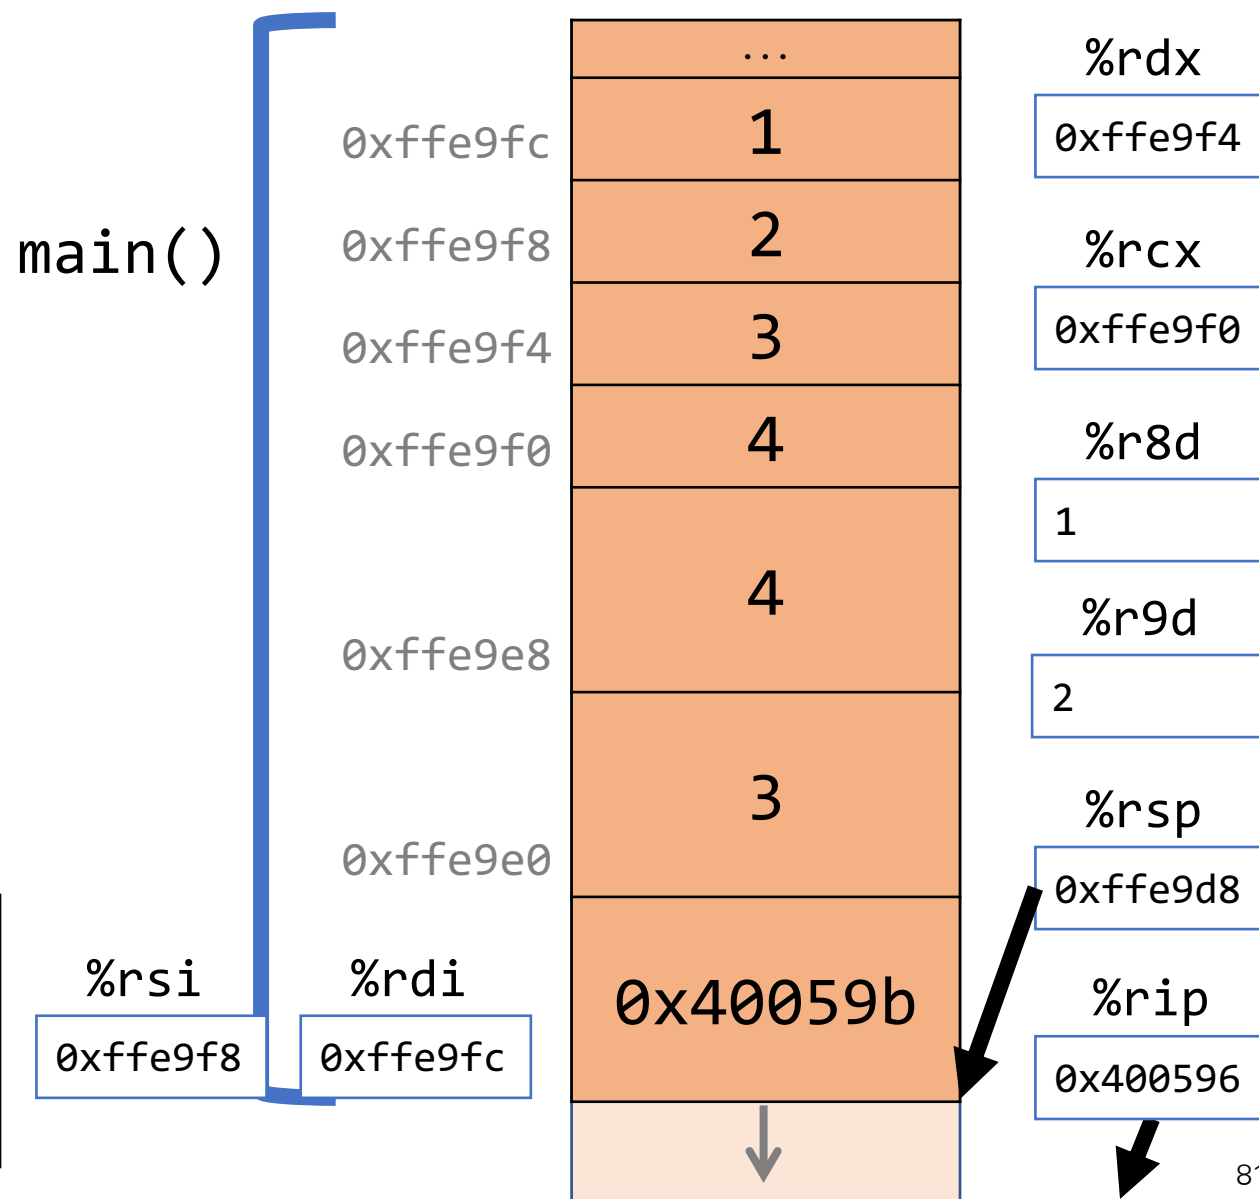 ...
%rdx
0xffe9fc
1
0xffe9f4
main()
0xffe9f8
2
%rcx
0xffe9f4
3
0xffe9f0
0xffe9f0
4
%r8d
1
4
%r9d
0xffe9e8
2
3
%rsp
0xffe9e0
0xffe9d8
%rsi
%rdi
0x40059b
%rip
0xffe9f8
0xffe9fc
0x400596